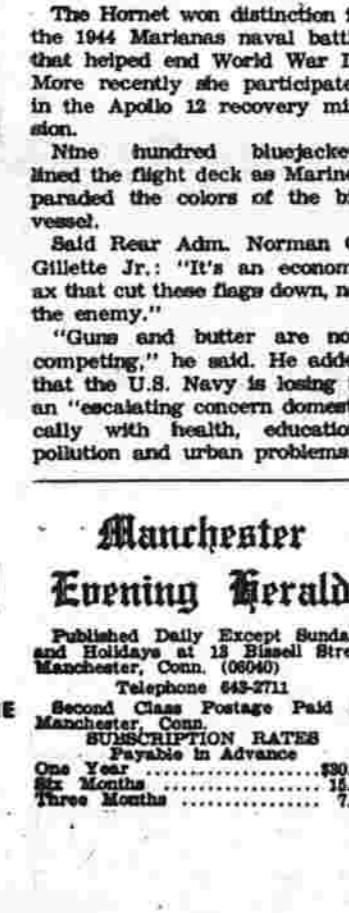 The Hornet won distinction
the 1944 Marianas naval batt
that helped end World War I
More recently she participate
in the Apollo 12 recovery mi
sion.
Nine hundred bluejacke
lined the flight deck as Marine
paraded the colors of the bi
vessel.
Said Rear Adm. Norman C
Gillette Jr.: "It's an econom
ax that cut these flags down, n
the enemy."
"Guns and butter are no
competing," he said. He adde
that the U.S. Navy is losing
an "escalating concern domest
cally with health, education
pollution and urban problems
Manchester
Evening Herald
Published Daily Except Sunda
and Holidays at 13 Bissell Stre
Manchester, Conn. (06040)
Telephone 643-2711
Second Class Postage Paid
Manchester, Conn.
SUBSCRIPTION RATES
Payable in Advance
One Year .................... $30.
Six Months .................. 15.
Three Months ............... 7.